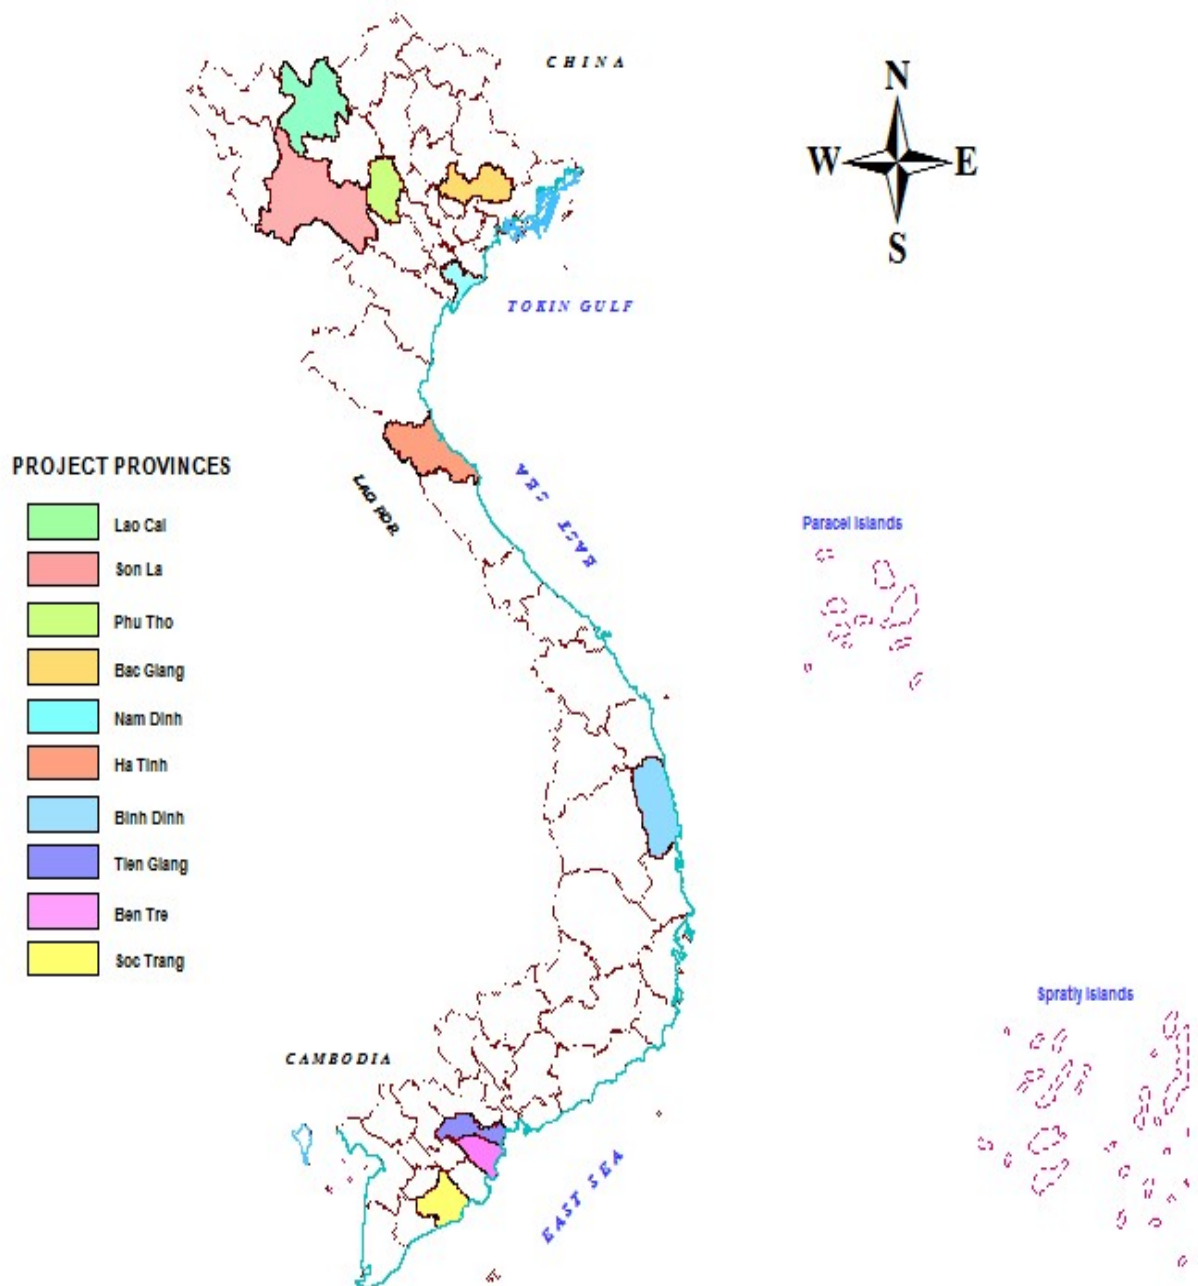 CHINA
N
W E
S
TOKIN GULF
PROJECT PROVINCES
Lao Cai
Son La
Phu Tho
Bac Giang
Nam Dinh
Ha Tinh
Binh Dinh
Tien Giang
Ben Tre
Soc Trang
LAO PDR.
EAST SEA
Paracel Islands
Spratly Islands
CAMBODIA
EAST SEA